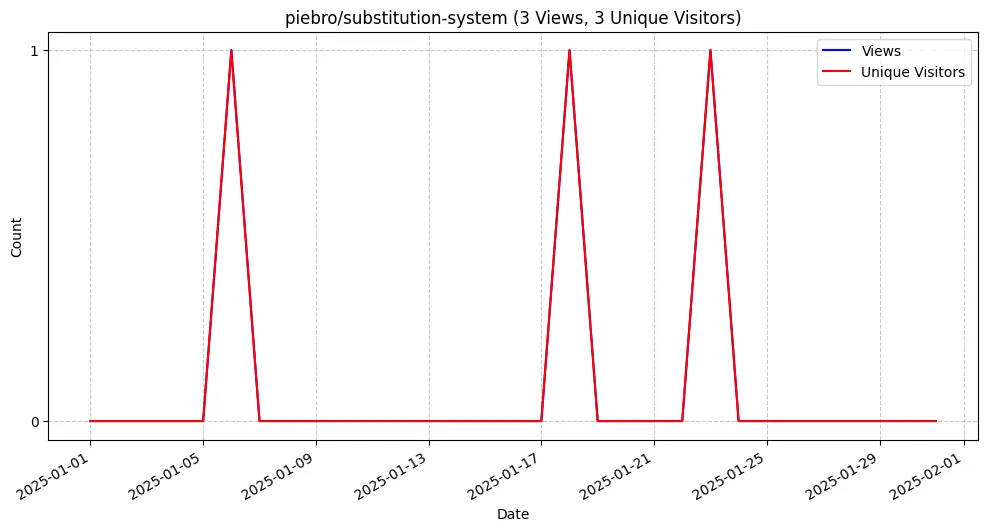 piebro/substitution-system (3 Views, 3 Unique Visitors)
Views
Unique Visitors
Count
1
0
2025-01-01
2025-01-05
2025-01-09
2025-01-13
2025-01-17
2025-01-21
2025-01-25
2025-01-29
2025-02-01
Date